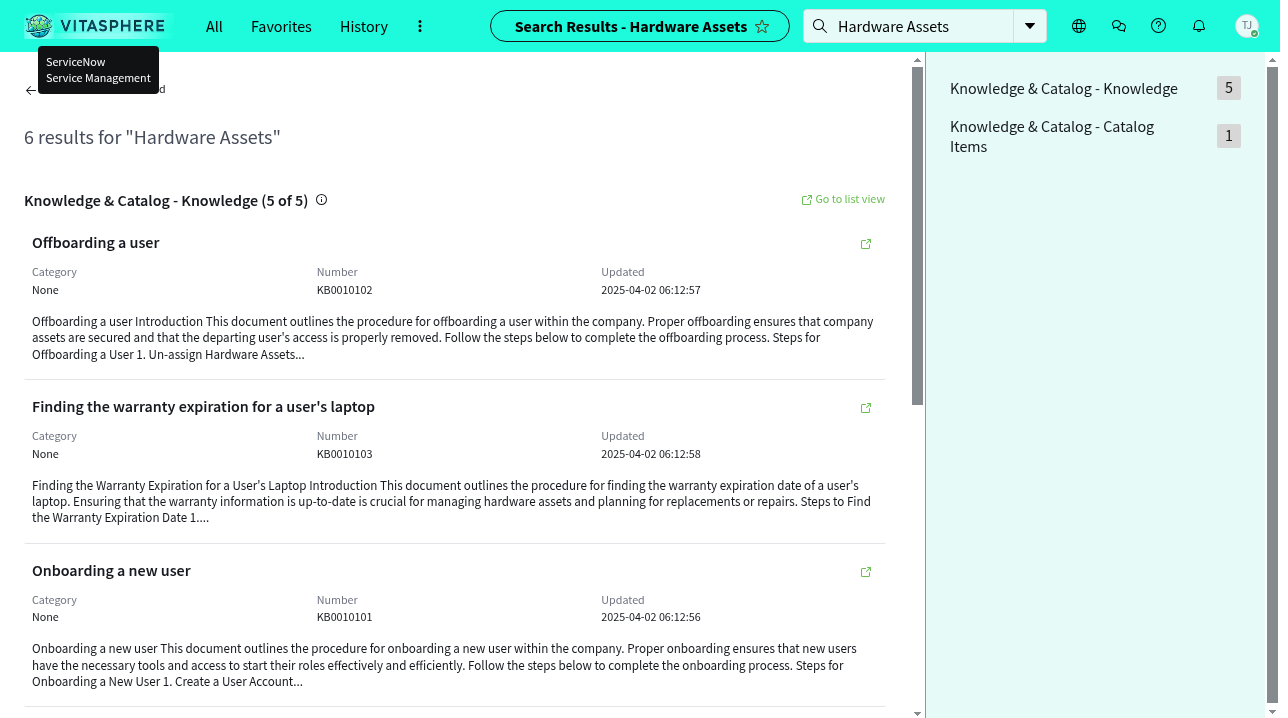 VITASPHERE
All
Favorites
History
Search Results - Hardware Assets
Hardware Assets
TJ
ServiceNow
Service Management
6 results for "Hardware Assets"
Knowledge & Catalog - Knowledge (5 of 5)
Go to list view
Offboarding a user
Category
Number
Updated
None
KB0010102
2025-04-02 06:12:57
Offboarding a user Introduction This document outlines the procedure for offboarding a user within the company. Proper offboarding ensures that company
assets are secured and that the departing user's access is properly removed. Follow the steps below to complete the offboarding process. Steps for
Offboarding a User 1. Un-assign Hardware Assets...
Finding the warranty expiration for a user's laptop
Category
Number
Updated
None
KB0010103
2025-04-02 06:12:58
Finding the Warranty Expiration for a User's Laptop Introduction This document outlines the procedure for finding the warranty expiration date of a user's
laptop. Ensuring that the warranty information is up-to-date is crucial for managing hardware assets and planning for replacements or repairs. Steps to Find
the Warranty Expiration Date 1....
Onboarding a new user
Category
Number
Updated
None
KB0010101
2025-04-02 06:12:56
Onboarding a new user This document outlines the procedure for onboarding a new user within the company. Proper onboarding ensures that new users
have the necessary tools and access to start their roles effectively and efficiently. Follow the steps below to complete the onboarding process. Steps for
Onboarding a New User 1. Create a User Account...
Knowledge & Catalog - Knowledge
5
Knowledge & Catalog - Catalog
Items
1